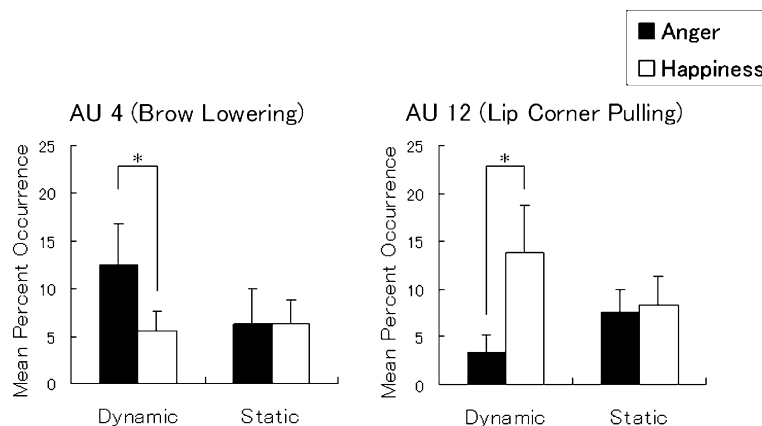 Anger
Happiness
AU 4 (Brow Lowering)
Mean Percent Occurrence
25
20
15
10
5
0
*
Dynamic
Static
AU 12 (Lip Corner Pulling)
Mean Percent Occurrence
25
20
15
10
5
0
*
Dynamic
Static